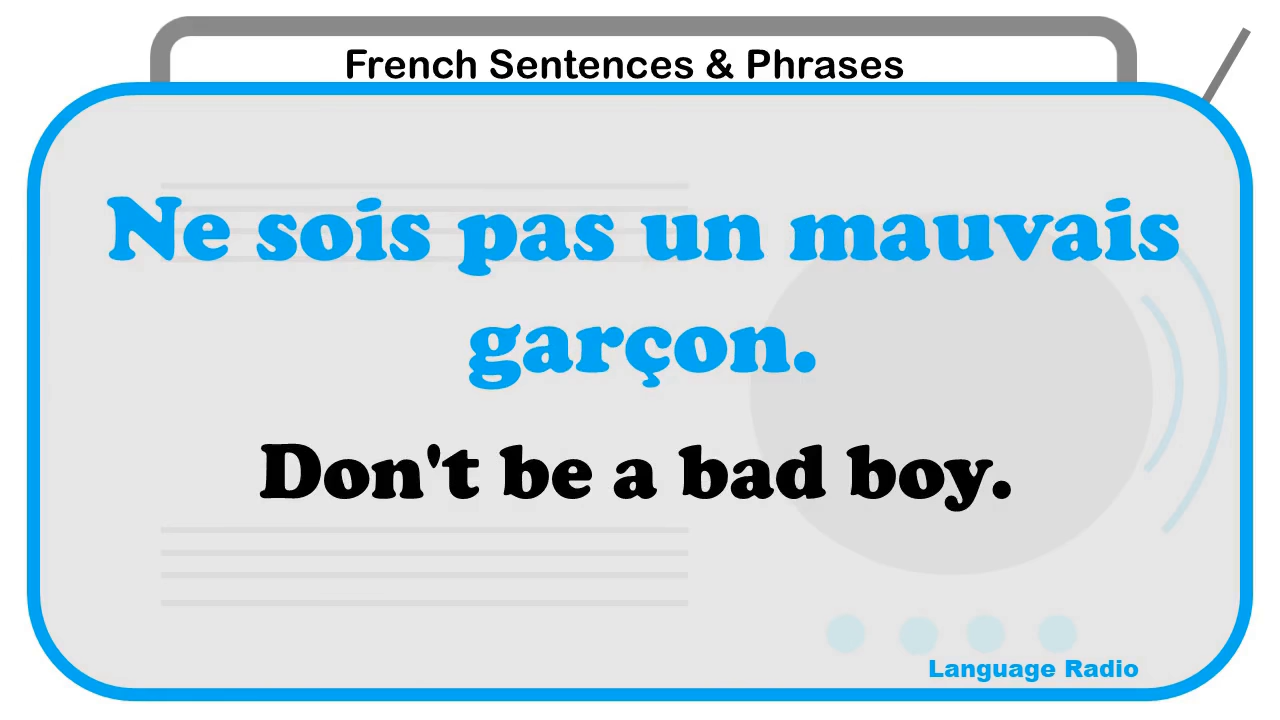 French Sentences & Phrases
Ne sois pas un mauvais
garçon.
Don't be a bad boy.
Language Radio